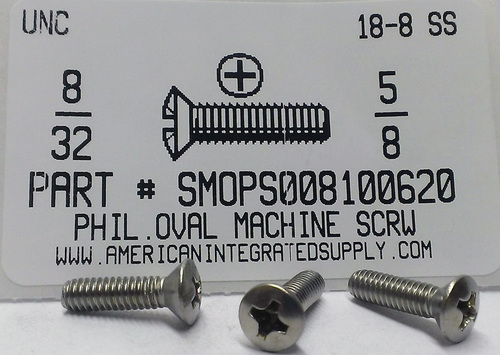 UNC 18-8 SS
8 5
32 8
PART # SMOPS008100620
PHIL.OVAL MACHINE SCRW
WWW.AMERICANINTEGRATEDSUPPLY.COM